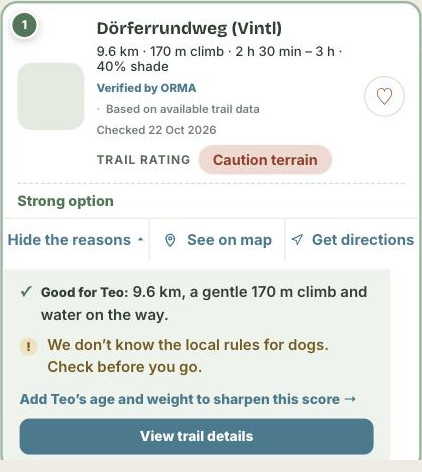 1
Dörferrundweg (Vintl)
9.6 km · 170 m climb · 2 h 30 min – 3 h ·
40% shade
Verified by ORMA
· Based on available trail data
Checked 22 Oct 2026
TRAIL RATING Caution terrain
Strong option
Hide the reasons See on map Get directions
✓ Good for Teo: 9.6 km, a gentle 170 m climb and
water on the way.
! We don’t know the local rules for dogs.
Check before you go.
Add Teo’s age and weight to sharpen this score →
View trail details